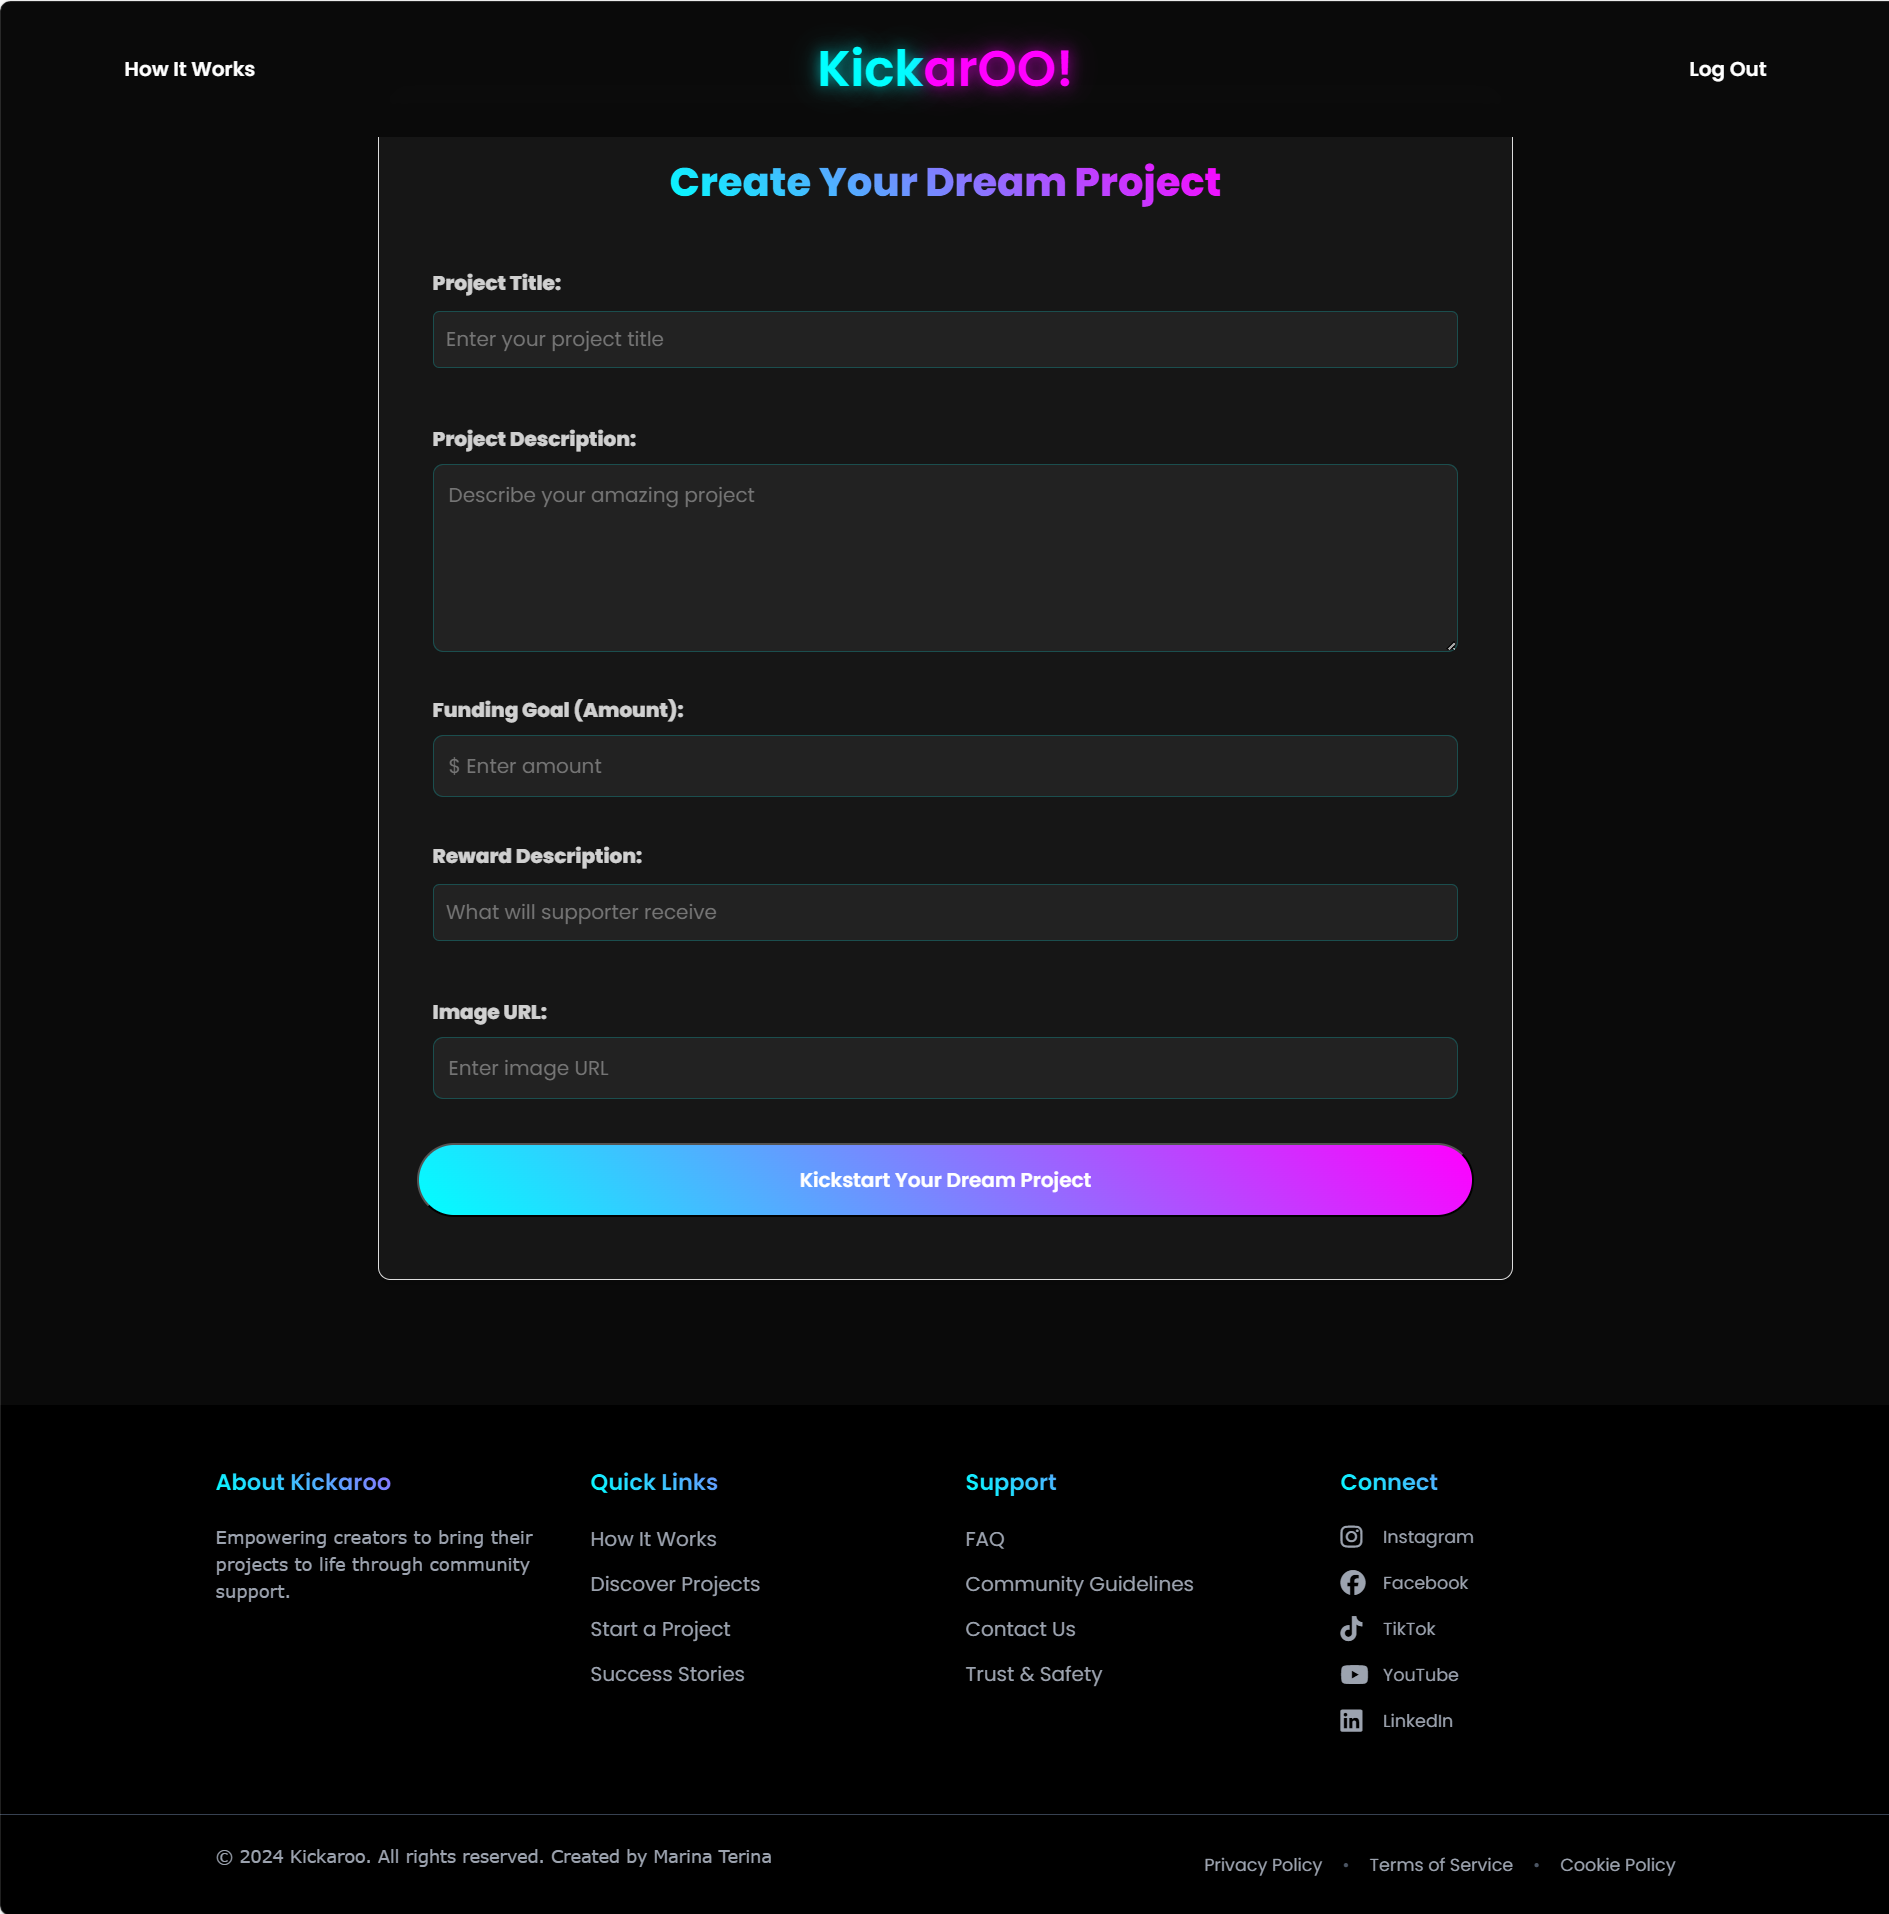 How It Works
KickarOO!
Log Out
Create Your Dream Project
Project Title:
Enter your project title
Project Description:
Describe your amazing project
Funding Goal (Amount):
$ Enter amount
Reward Description:
What will supporter receive
Image URL:
Enter image URL
Kickstart Your Dream Project
About Kickaroo
Empowering creators to bring their
projects to life through community
support.
Quick Links
How It Works
Discover Projects
Start a Project
Success Stories
Support
FAQ
Community Guidelines
Contact Us
Trust & Safety
Connect
Instagram
Facebook
TikTok
YouTube
LinkedIn
© 2024 Kickaroo. All rights reserved. Created by Marina Terina
Privacy Policy • Terms of Service • Cookie Policy